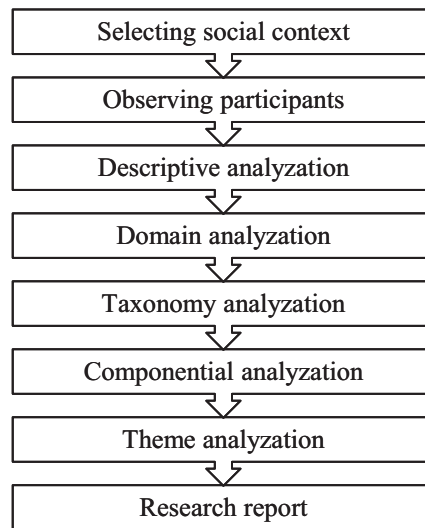 Selecting social context
Observing participants
Descriptive analyzation
Domain analyzation
Taxonomy analyzation
Componential analyzation
Theme analyzation
Research report